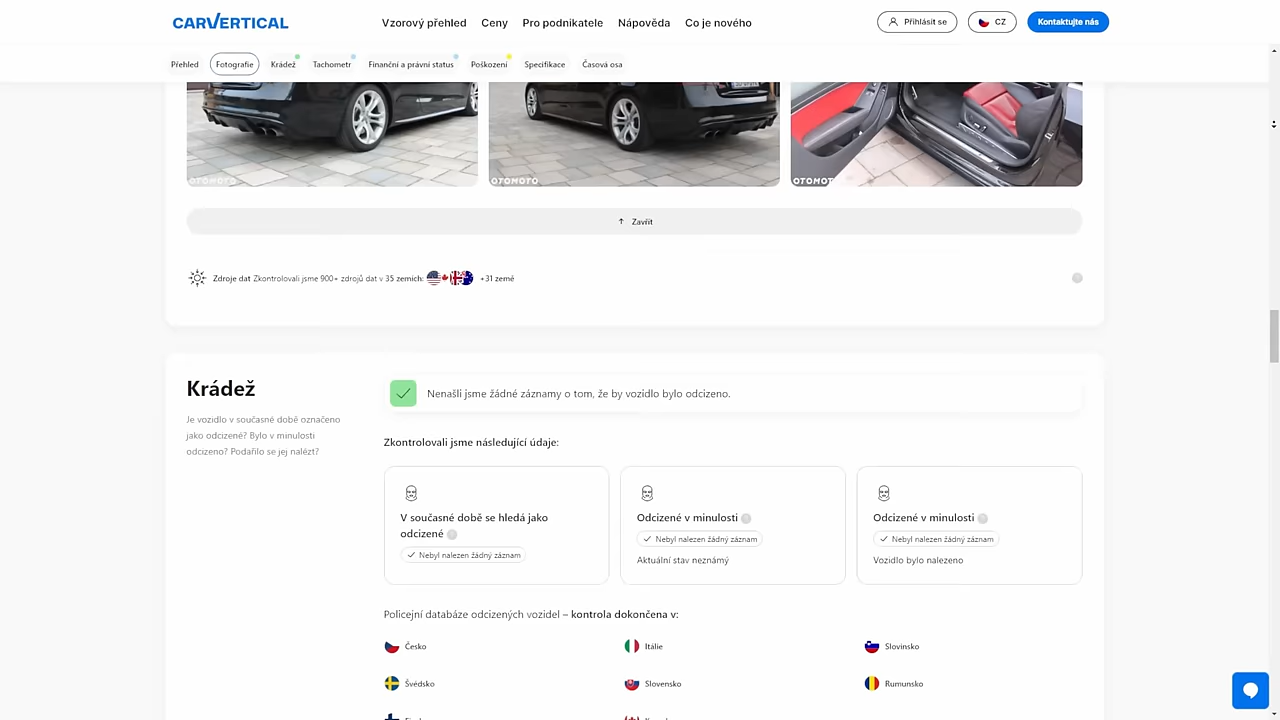 CARVERTICAL
Vzorový přehled Ceny Pro podnikatele Nápověda Co je nového
Přihlásit se CZ Kontaktujte nás
Přehled Fotografie Krádež Tachometr Finanční a právní status Poškození Specifikace Časová osa
OTOMOTO OTOMOTO OTOMOTO
↑ Zavřít
Zdroje dat Zkontrolovali jsme 900+ zdrojů dat v 35 zemích: +31 země
Krádež
Je vozidlo v současné době označeno
jako odcizené? Bylo v minulosti
odcizeno? Podařilo se jej nalézt?
Nenašli jsme žádné záznamy o tom, že by vozidlo bylo odcizeno.
Zkontrolovali jsme následující údaje:
V současné době se hledá jako
odcizené
Nebyl nalezen žádný záznam
Odcizené v minulosti
Nebyl nalezen žádný záznam
Aktuální stav neznámý
Odcizené v minulosti
Nebyl nalezen žádný záznam
Vozidlo bylo nalezeno
Policejní databáze odcizených vozidel – kontrola dokončena v:
Česko Itálie Slovinsko
Švédsko Slovensko Rumunsko